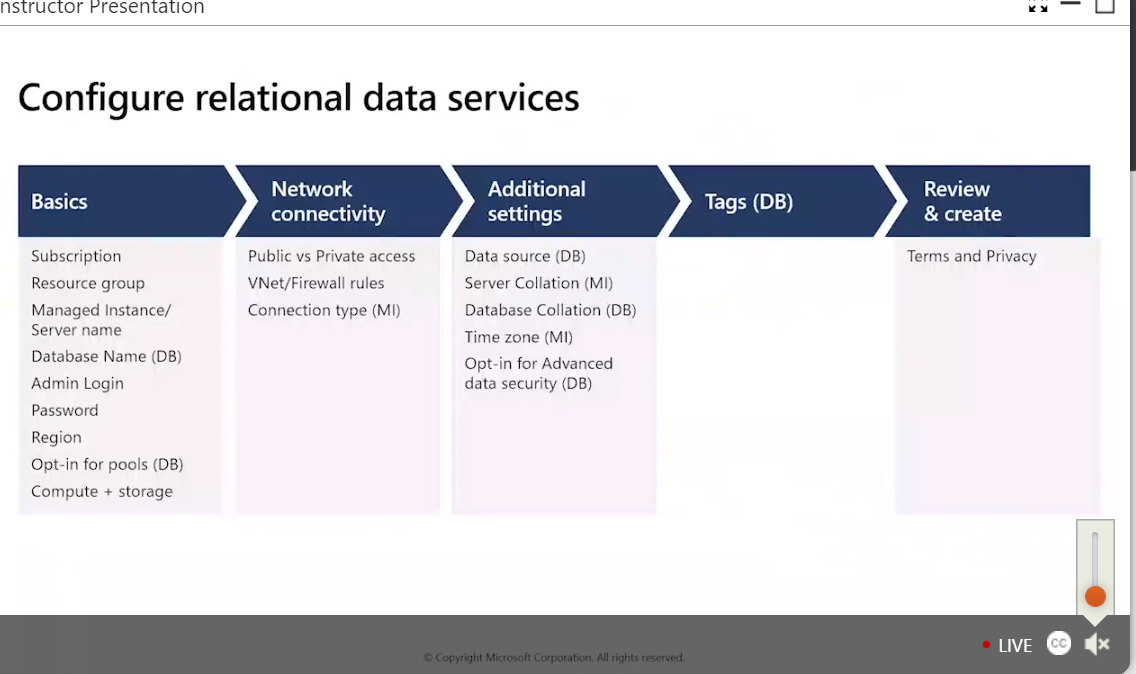 nstructor Presentation
Configure relational data services
Basics
Subscription
Resource group
Managed Instance/
Server name
Database Name (DB)
Admin Login
Password
Region
Opt-in for pools (DB)
Compute + storage
Network
connectivity
Public vs Private access
VNet/Firewall rules
Connection type (MI)
Additional
settings
Data source (DB)
Server Collation (MI)
Database Collation (DB)
Time zone (MI)
Opt-in for Advanced
data security (DB)
Tags (DB)
Review
& create
Terms and Privacy
LIVE
CC
© Copyright Microsoft Corporation. All rights reserved.